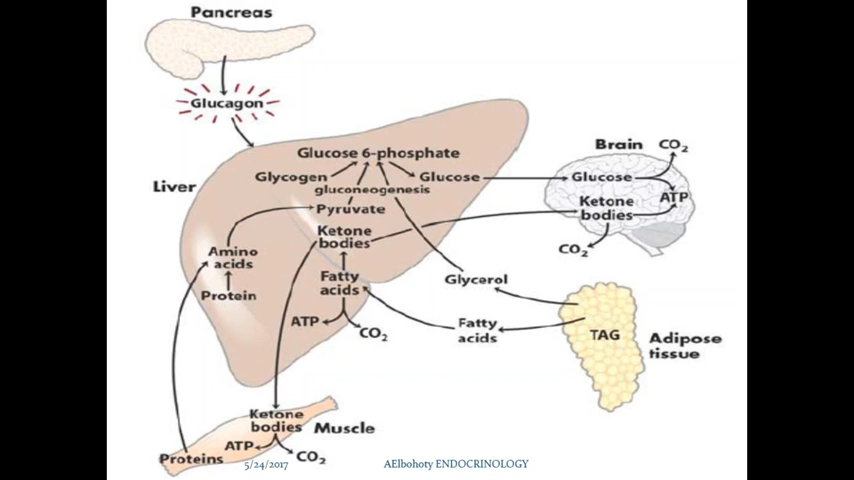 Pancreas
Glucagon
Liver
Glucose 6-phosphate
Glycogen
Glucose
gluconeogenesis
Pyruvate
Ketone
bodies
Amino
acids
Protein
Fatty
acids
ATP
CO2
Brain
CO2
Glucose
ATP
Ketone
bodies
CO2
Glycerol
Fatty
acids
TAG
Adipose
tissue
Ketone
bodies
Muscle
ATP
CO2
Proteins
5/24/2017
AElbohoty ENDOCRINOLOGY